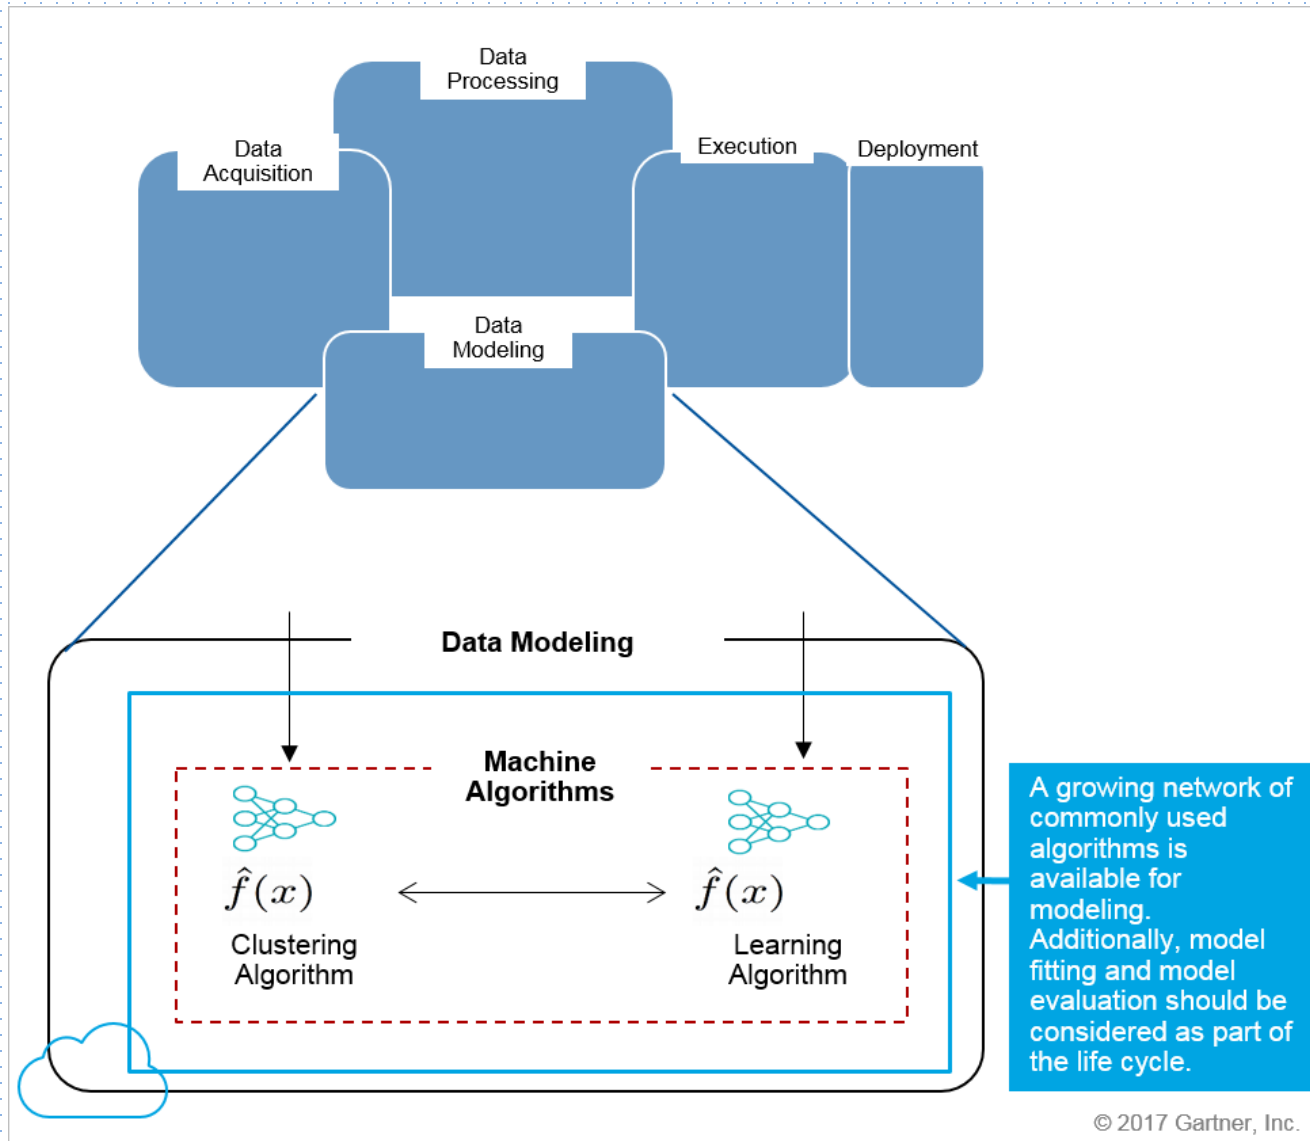 Data
Processing
Data
Acquisition
Execution
Deployment
Data
Modeling
Data Modeling
Machine
Algorithms
f̂(x)
f̂(x)
Clustering
Algorithm
Learning
Algorithm
A growing network of
commonly used
algorithms is
available for
modeling.
Additionally, model
fitting and model
evaluation should be
considered as part of
the life cycle.
© 2017 Gartner, Inc.